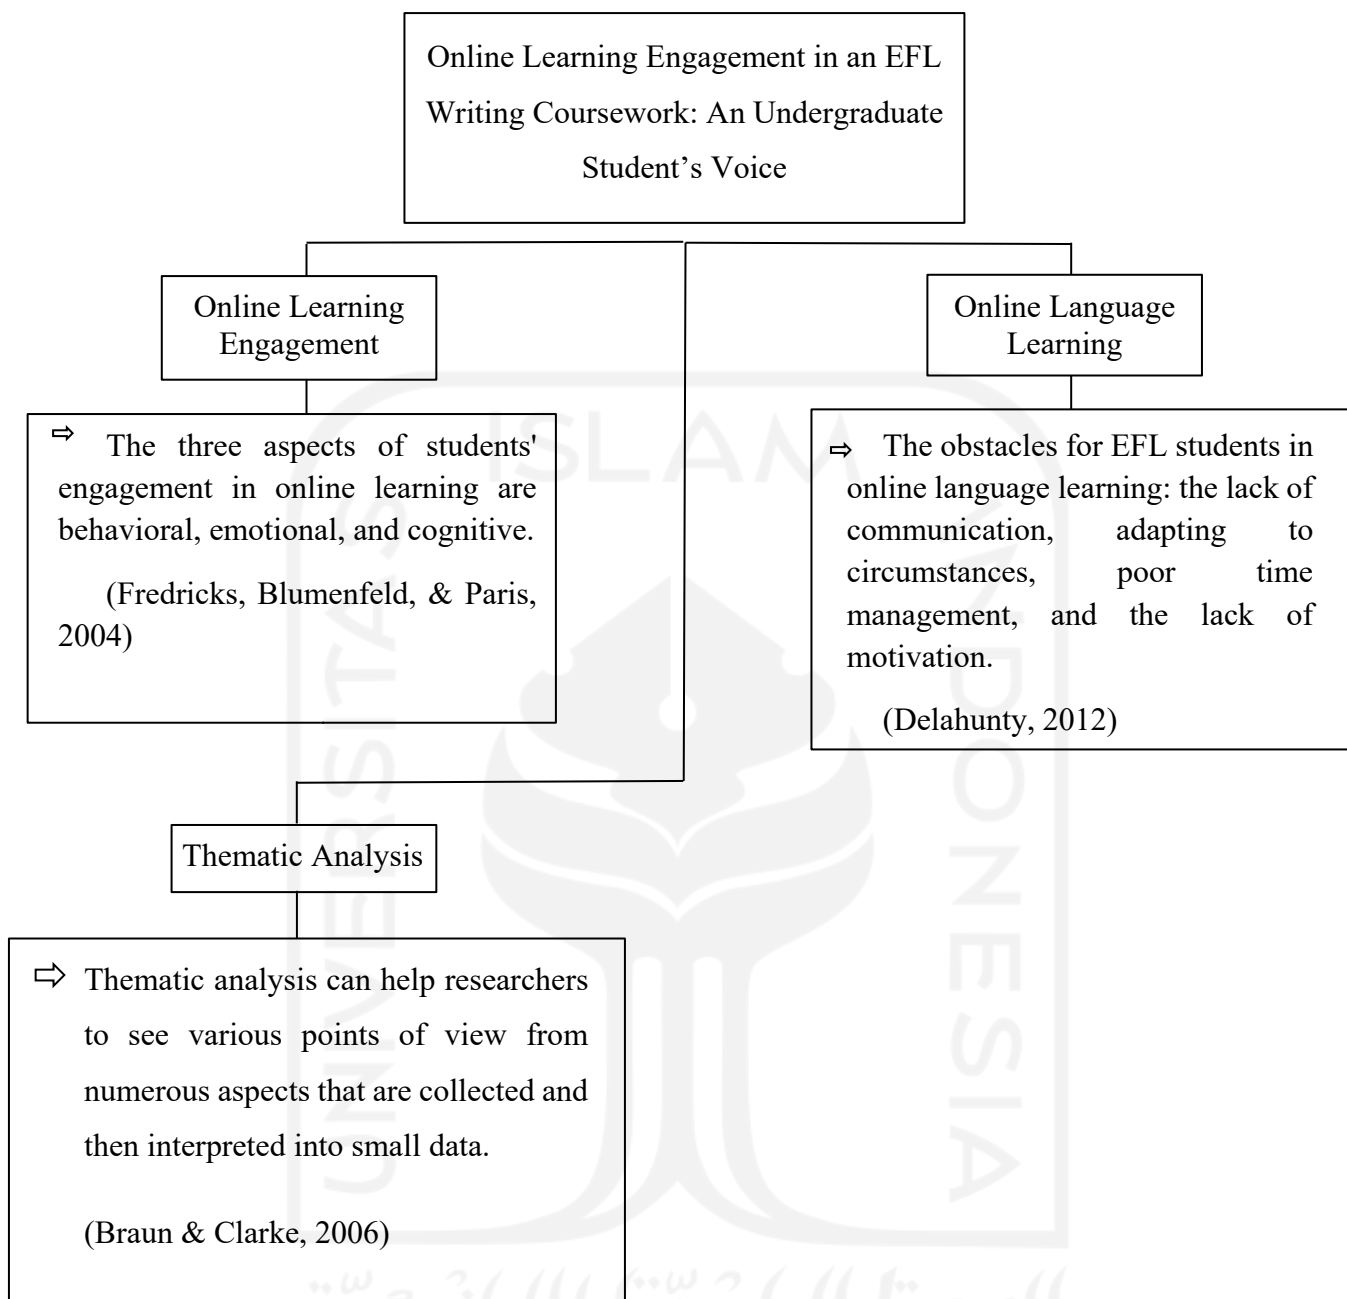 Online Learning Engagement in an EFL
Writing Coursework: An Undergraduate
Student’s Voice
Online Learning
Engagement
Online Language
Learning
⇨ The three aspects of students'
engagement in online learning are
behavioral, emotional, and cognitive.
(Fredricks, Blumenfeld, & Paris,
2004)
⇨ The obstacles for EFL students in
online language learning: the lack of
communication, adapting to
circumstances, poor time
management, and the lack of
motivation.
(Delahunty, 2012)
Thematic Analysis
⇨ Thematic analysis can help researchers
to see various points of view from
numerous aspects that are collected and
then interpreted into small data.
(Braun & Clarke, 2006)
UNIVERSITAS
ISLAM
INDONESIA